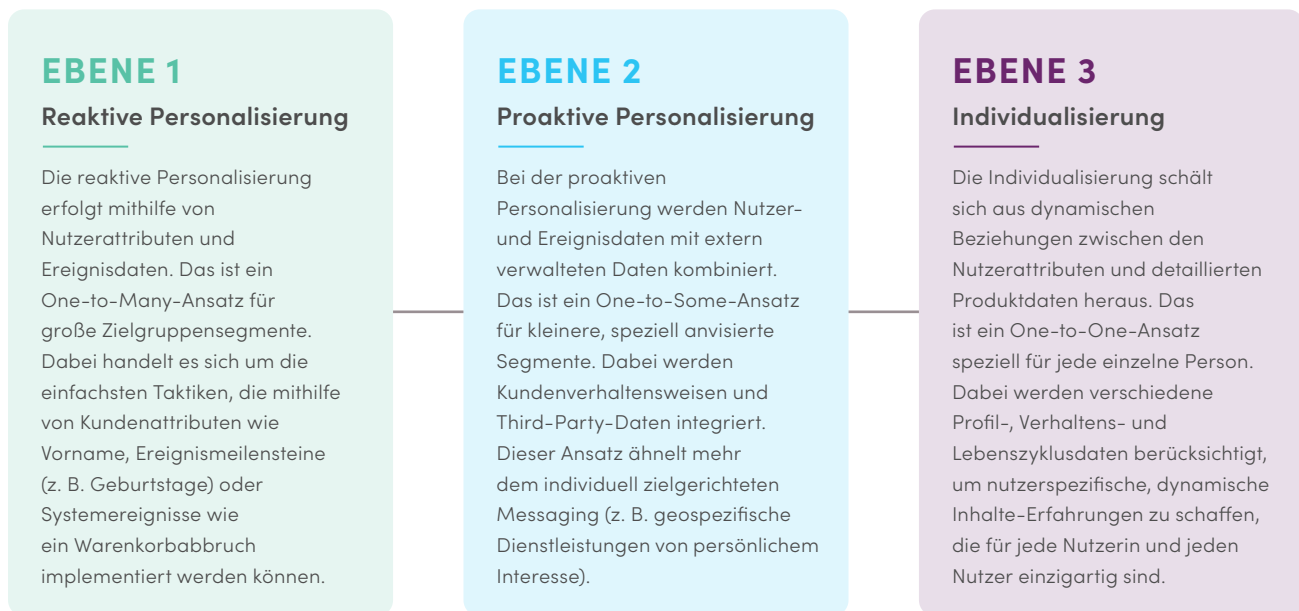 EBENE 1
Reaktive Personalisierung
Die reaktive Personalisierung
erfolgt mithilfe von
Nutzerattributen und
Ereignisdaten. Das ist ein
One-to-Many-Ansatz für
große Zielgruppensegmente.
Dabei handelt es sich um die
einfachsten Taktiken, die mithilfe
von Kundenattributen wie
Vorname, Ereignismeilensteine
(z. B. Geburtstage) oder
Systemereignisse wie
ein Warenkorbabbruch
implementiert werden können.
EBENE 2
Proaktive Personalisierung
Bei der proaktiven
Personalisierung werden Nutzer-
und Ereignisdaten mit extern
verwalteten Daten kombiniert.
Das ist ein One-to-Some-Ansatz
für kleinere, speziell anvisierte
Segmente. Dabei werden
Kundenverhaltensweisen und
Third-Party-Daten integriert.
Dieser Ansatz ähnelt mehr
dem individuell zielgerichteten
Messaging (z. B. geospezifische
Dienstleistungen von persönlichem
Interesse).
EBENE 3
Individualisierung
Die Individualisierung schält
sich aus dynamischen
Beziehungen zwischen den
Nutzerattributen und detaillierten
Produktdaten heraus. Das
ist ein One-to-One-Ansatz
speziell für jede einzelne Person.
Dabei werden verschiedene
Profil-, Verhaltens- und
Lebenszyklusdaten berücksichtigt,
um nutzerspezifische, dynamische
Inhalte-Erfahrungen zu schaffen,
die für jede Nutzerin und jeden
Nutzer einzigartig sind.